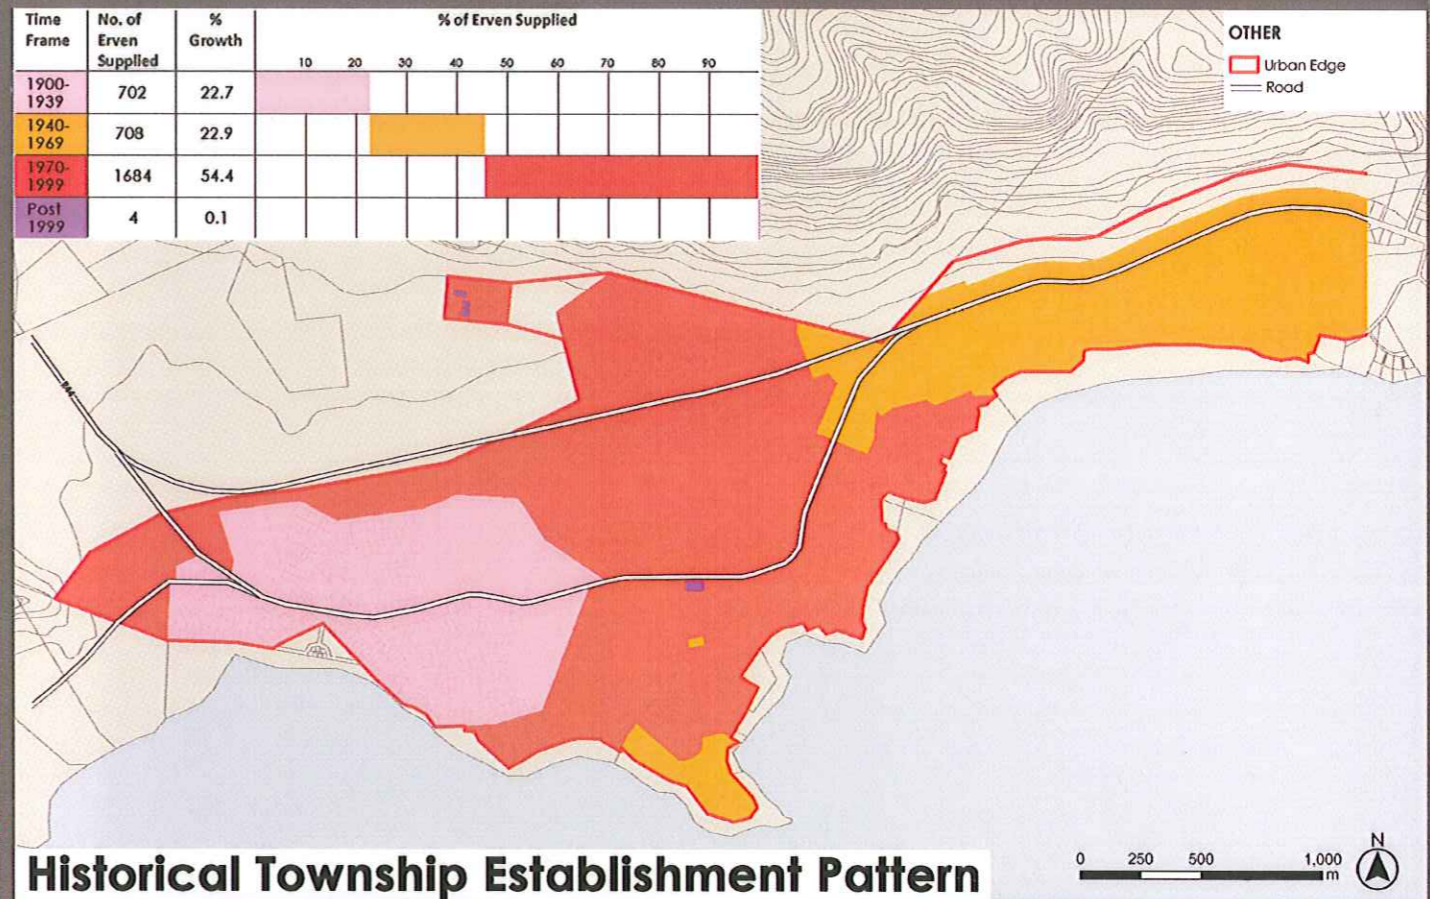 Time Frame No. of Erven Supplied % Growth % of Erven Supplied
10 20 30 40 50 60 70 80 90
1900-1939 702 22.7
1940-1969 708 22.9
1970-1999 1684 54.4
Post 1999 4 0.1
OTHER
Urban Edge
Road
R44
Historical Township Establishment Pattern
0 250 500 1,000
m
N